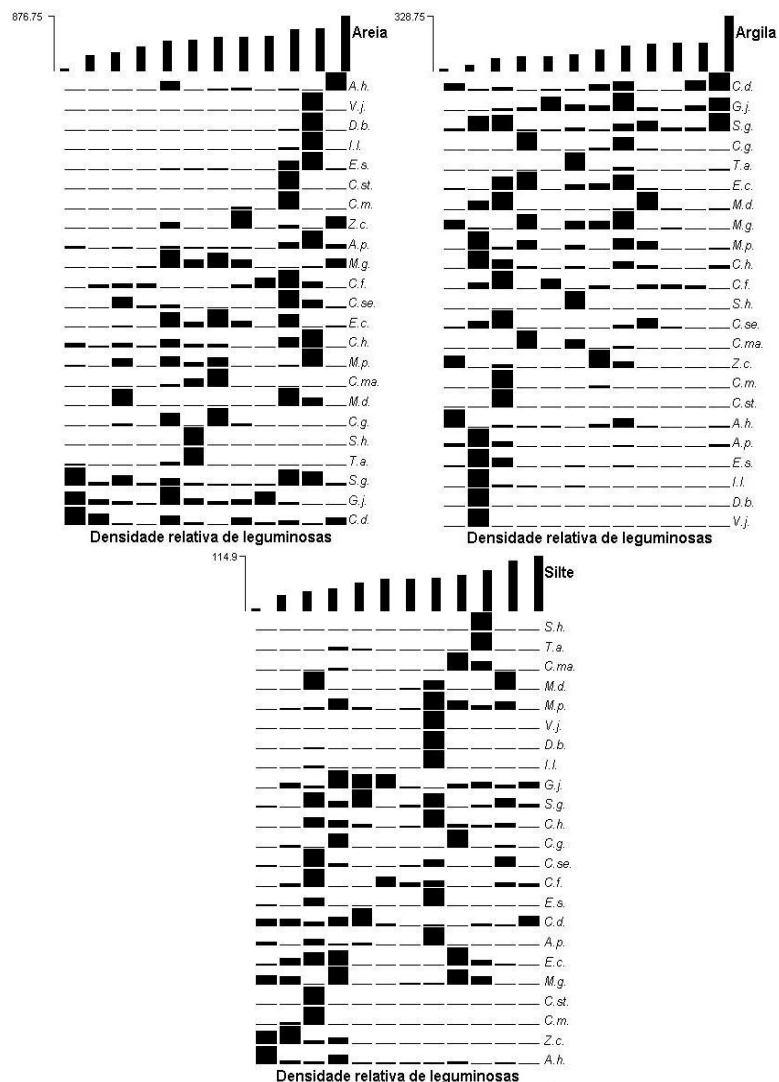 876.75
Areia
A.h.
V.j.
D.b.
I.l.
E.s.
C.st.
C.m.
Z.c.
A.p.
M.g.
C.f.
C.se.
E.c.
C.h.
M.p.
C.ma.
M.d.
C.g.
S.h.
T.a.
S.g.
G.j.
C.d.
Densidade relativa de leguminosas
328.75
Argila
C.d.
G.j.
S.g.
C.g.
T.a.
E.c.
M.d.
M.g.
M.p.
C.h.
C.f.
S.h.
C.se.
C.ma.
Z.c.
C.m.
C.st.
A.h.
A.p.
E.s.
I.l.
D.b.
V.j.
Densidade relativa de leguminosas
114.9
Silte
S.h.
T.a.
C.ma.
M.d.
M.p.
V.j.
D.b.
I.l.
G.j.
S.g.
C.h.
C.g.
C.se.
C.f.
E.s.
C.d.
A.p.
E.c.
M.g.
C.st.
C.m.
Z.c.
A.h.
Densidade relativa de leguminosas